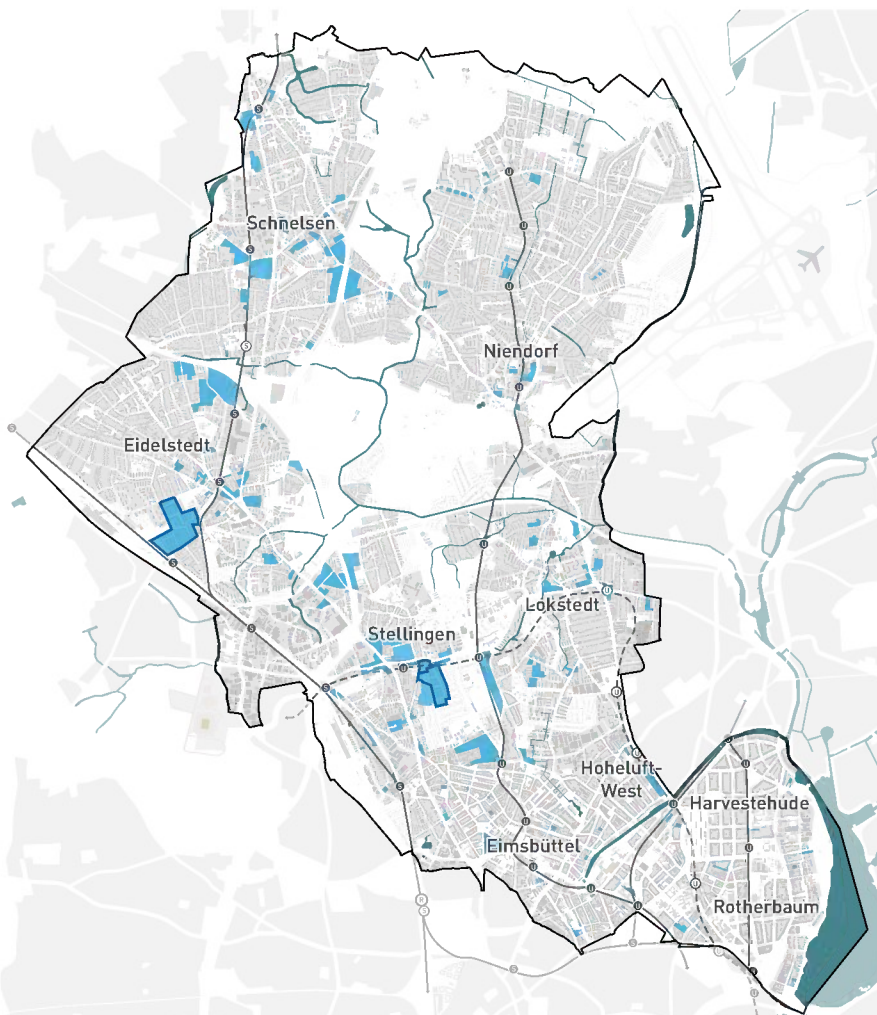 Schnelsen
Niendorf
Eidelstedt
Lokstedt
Stellingen
Hoheluft-
West
Harvestehude
Eimsbüttel
Rotherbaum